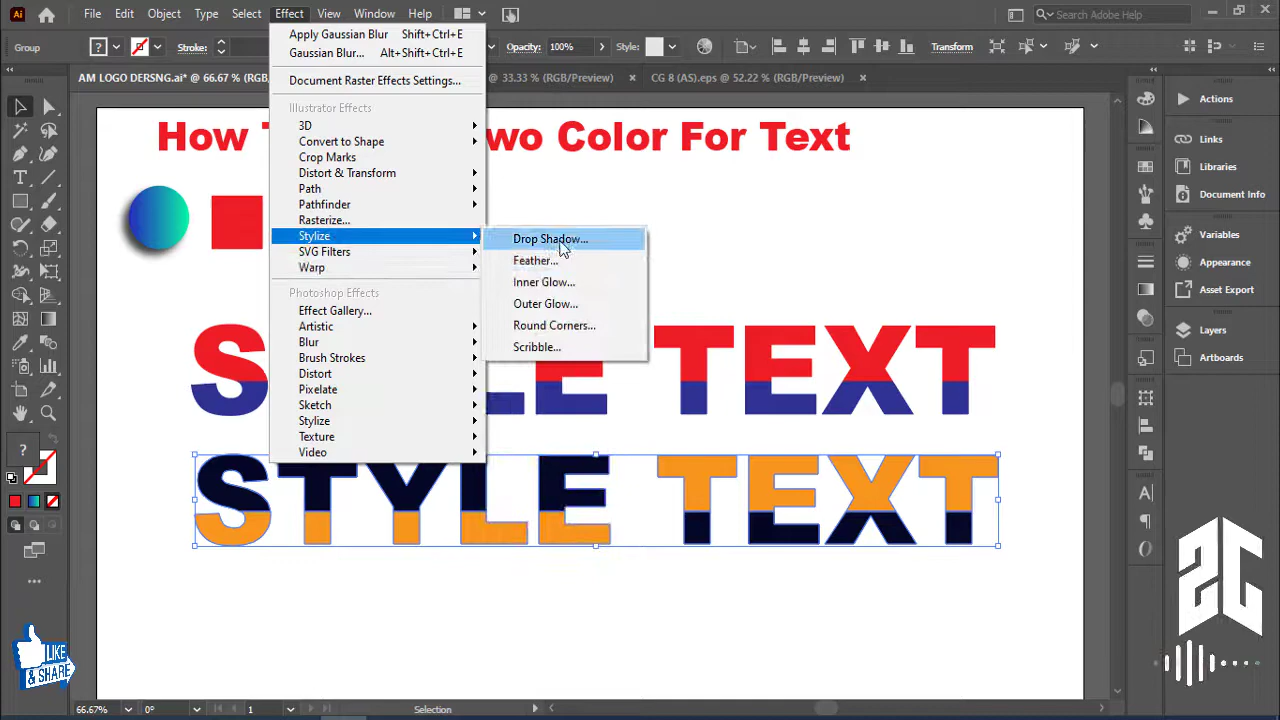 Ai File Edit Object Type Select Effect View Window Help Search Adobe Help
Group ? Stroke: Opacity: 100% Style: Transform
AM LOGO DERSNG.ai* @ 66.67 % (RGB/ @ 33.33 % (RGB/Preview) × CG 8 (AS).eps @ 52.22 % (RGB/Preview) ×
Apply Gaussian Blur Shift+Ctrl+E
Gaussian Blur... Alt+Shift+Ctrl+E
Document Raster Effects Settings...
Illustrator Effects
3D
Convert to Shape
Crop Marks
Distort & Transform
Path
Pathfinder
Rasterize...
Stylize
SVG Filters
Warp
Photoshop Effects
Effect Gallery...
Artistic
Blur
Brush Strokes
Distort
Pixelate
Sketch
Stylize
Texture
Video
Drop Shadow...
Feather...
Inner Glow...
Outer Glow...
Round Corners...
Scribble...
How T wo Color For Text
S LE TEXT
STYLE TEXT
Actions
Links
Libraries
Document Info
Variables
Appearance
Asset Export
Layers
Artboards
LIKE
& SHARE
2C
66.67% 0° 1 Selection